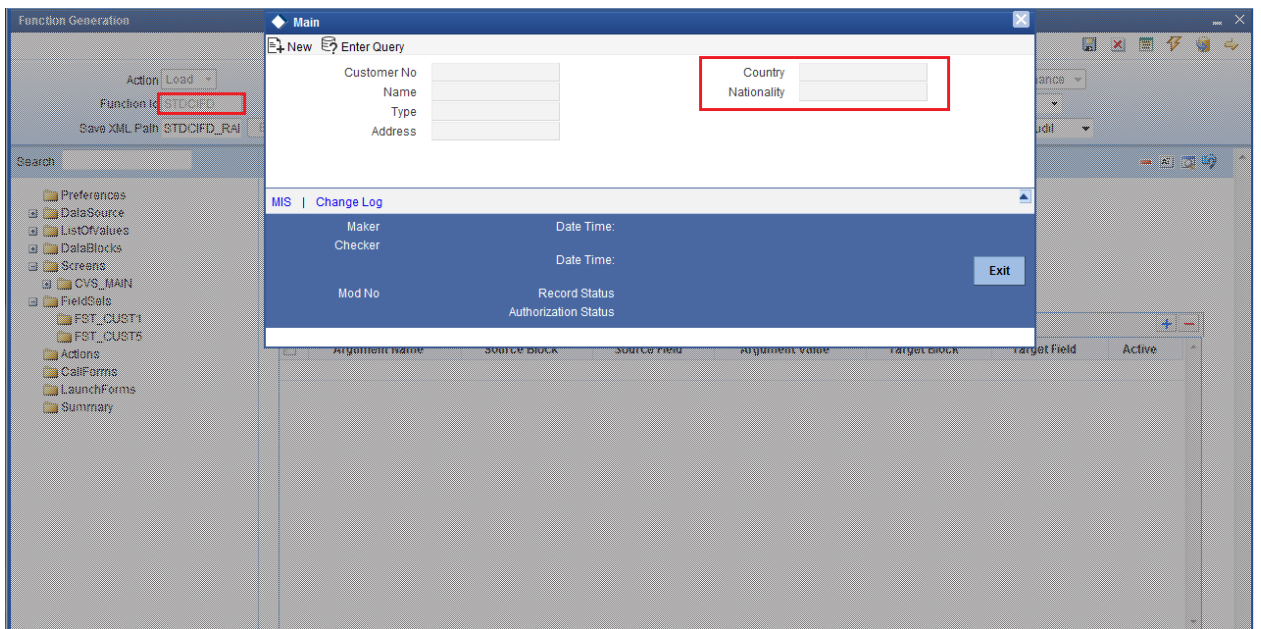 Function Generation
Main
New Enter Query
Customer No
Name
Type
Address
Country
Nationality
Action Load
Function Id STDCIFD
Save XML Path STDCIFD_RAI
Search
Preferences
DataSource
ListOfValues
DataBlocks
Screens
CVS_MAIN
FieldSets
FST_CUST1
FST_CUST5
Actions
CallForms
LaunchForms
Summary
MIS | Change Log
Maker Date Time:
Checker
Date Time:
Exit
Mod No Record Status
Authorization Status
Argument Name Source Block Source Field Argument Value Target Block Target Field Active